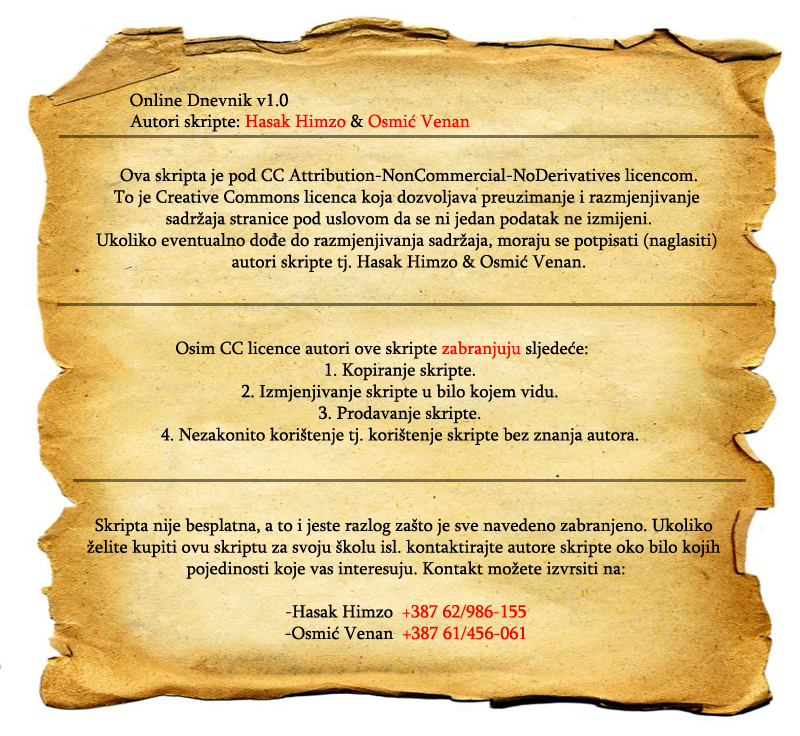 Online Dnevnik v1.0
Autori skripte: Hasak Himzo & Osmić Venan
Ova skripta je pod CC Attribution-NonCommercial-NoDerivatives licencom.
To je Creative Commons licenca koja dozvoljava preuzimanje i razmjenjivanje
sadržaja stranice pod uslovom da se ni jedan podatak ne izmijeni.
Ukoliko eventualno dođe do razmjenjivanja sadržaja, moraju se potpisati (naglasiti)
autori skripte tj. Hasak Himzo & Osmić Venan.
Osim CC licence autori ove skripte zabranjuju sljedeće:
1. Kopiranje skripte.
2. Izmjenjivanje skripte u bilo kojem vidu.
3. Prodavanje skripte.
4. Nezakonito korištenje tj. korištenje skripte bez znanja autora.
Skripta nije besplatna, a to i jeste razlog zašto je sve navedeno zabranjeno. Ukoliko
želite kupiti ovu skriptu za svoju školu isl. kontaktirajte autore skripte oko bilo kojih
pojedinosti koje vas interesuju. Kontakt možete izvrsiti na:
-Hasak Himzo +387 62/986-155
-Osmić Venan +387 61/456-061